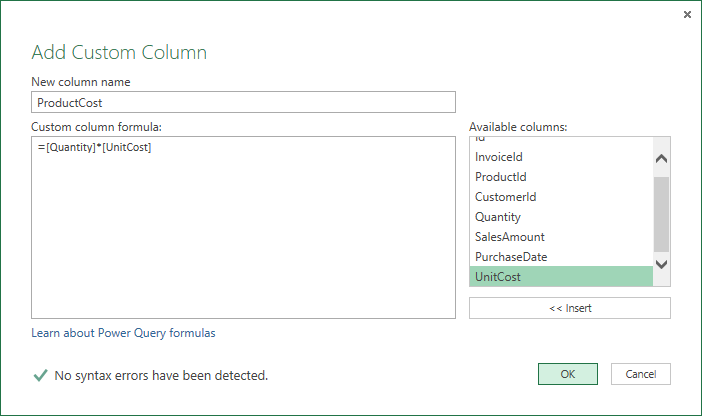 Add Custom Column
New column name
ProductCost
Custom column formula:
=[Quantity]*[UnitCost]
Available columns:
Id
InvoiceId
ProductId
CustomerId
Quantity
SalesAmount
PurchaseDate
UnitCost
<< Insert
Learn about Power Query formulas
No syntax errors have been detected.
OK
Cancel